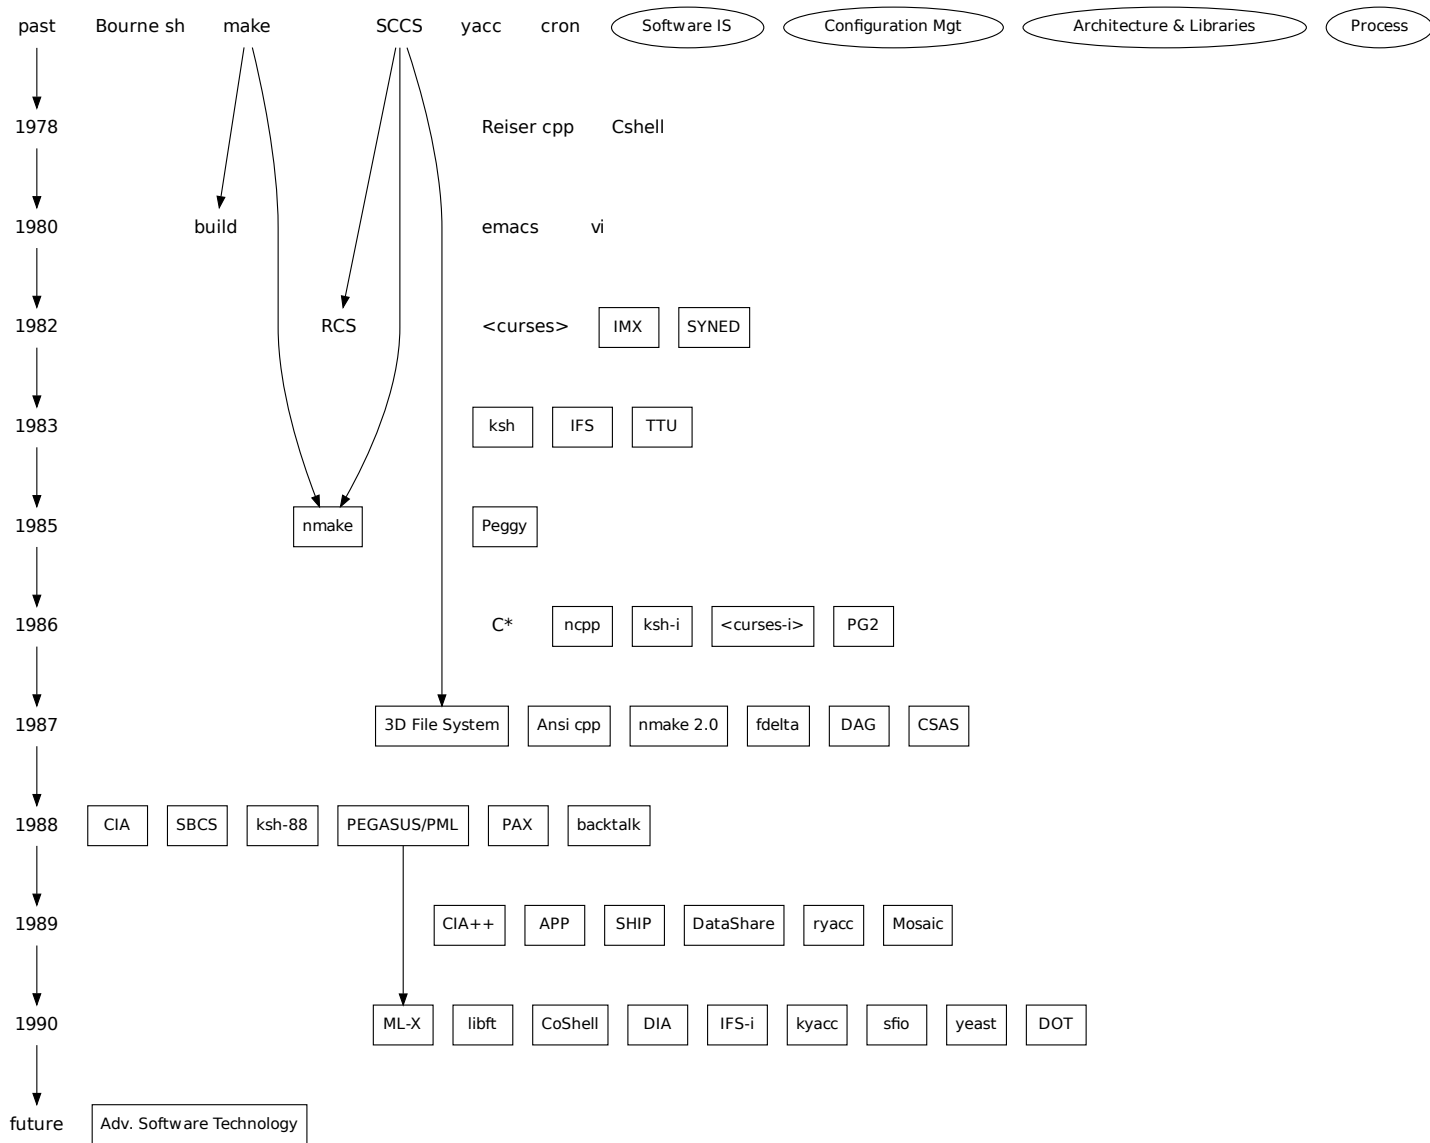 past Bourne sh make SCCS yacc cron Software IS Configuration Mgt Architecture & Libraries Process
1978 Reiser cpp Cshell
1980 build emacs vi
1982 RCS <curses> IMX SYNED
1983 ksh IFS TTU
1985 nmake Peggy
1986 C* ncpp ksh-i <curses-i> PG2
1987 3D File System Ansi cpp nmake 2.0 fdelta DAG CSAS
1988 CIA SBCS ksh-88 PEGASUS/PML PAX backtalk
1989 CIA++ APP SHIP DataShare ryacc Mosaic
1990 ML-X libft CoShell DIA IFS-i kyacc sfio yeast DOT
future Adv. Software Technology